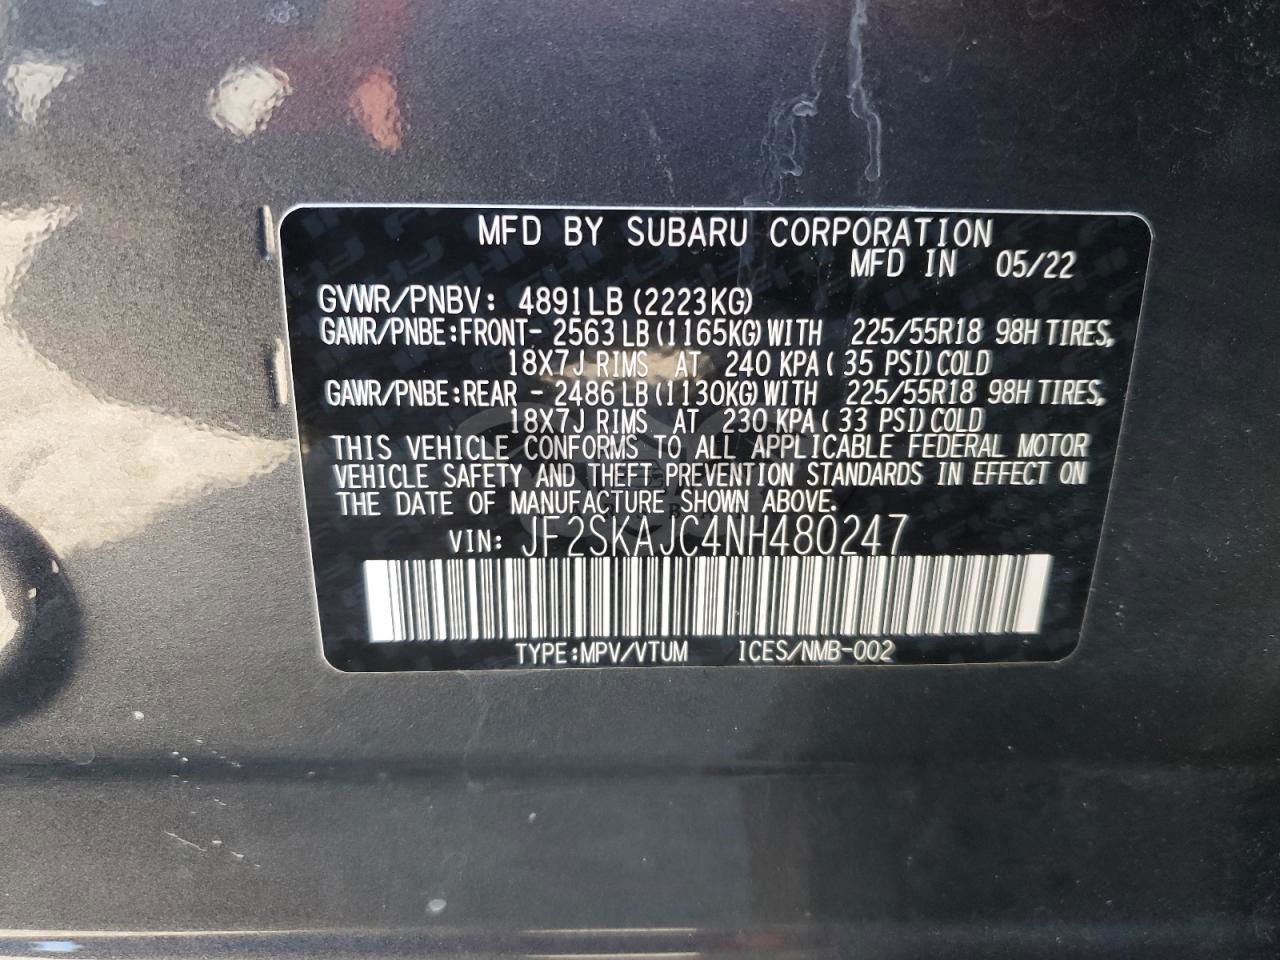 MFD BY SUBARU CORPORATION
MFD IN 05/22
GVWR/PNBV: 4891LB (2223KG)
GAWR/PNBE:FRONT- 2563 LB (1165KG) WITH 225/55R18 98H TIRES,
18X7J RIMS AT 240 KPA ( 35 PSI) COLD
GAWR/PNBE:REAR - 2486 LB (1130KG) WITH 225/55R18 98H TIRES,
18X7J RIMS AT 230 KPA ( 33 PSI) COLD
THIS VEHICLE CONFORMS TO ALL APPLICABLE FEDERAL MOTOR
VEHICLE SAFETY AND THEFT PREVENTION STANDARDS IN EFFECT ON
THE DATE OF MANUFACTURE SHOWN ABOVE.
VIN: JF2SKAJC4NH480247
TYPE:MPV/VTUM ICES/NMB-002